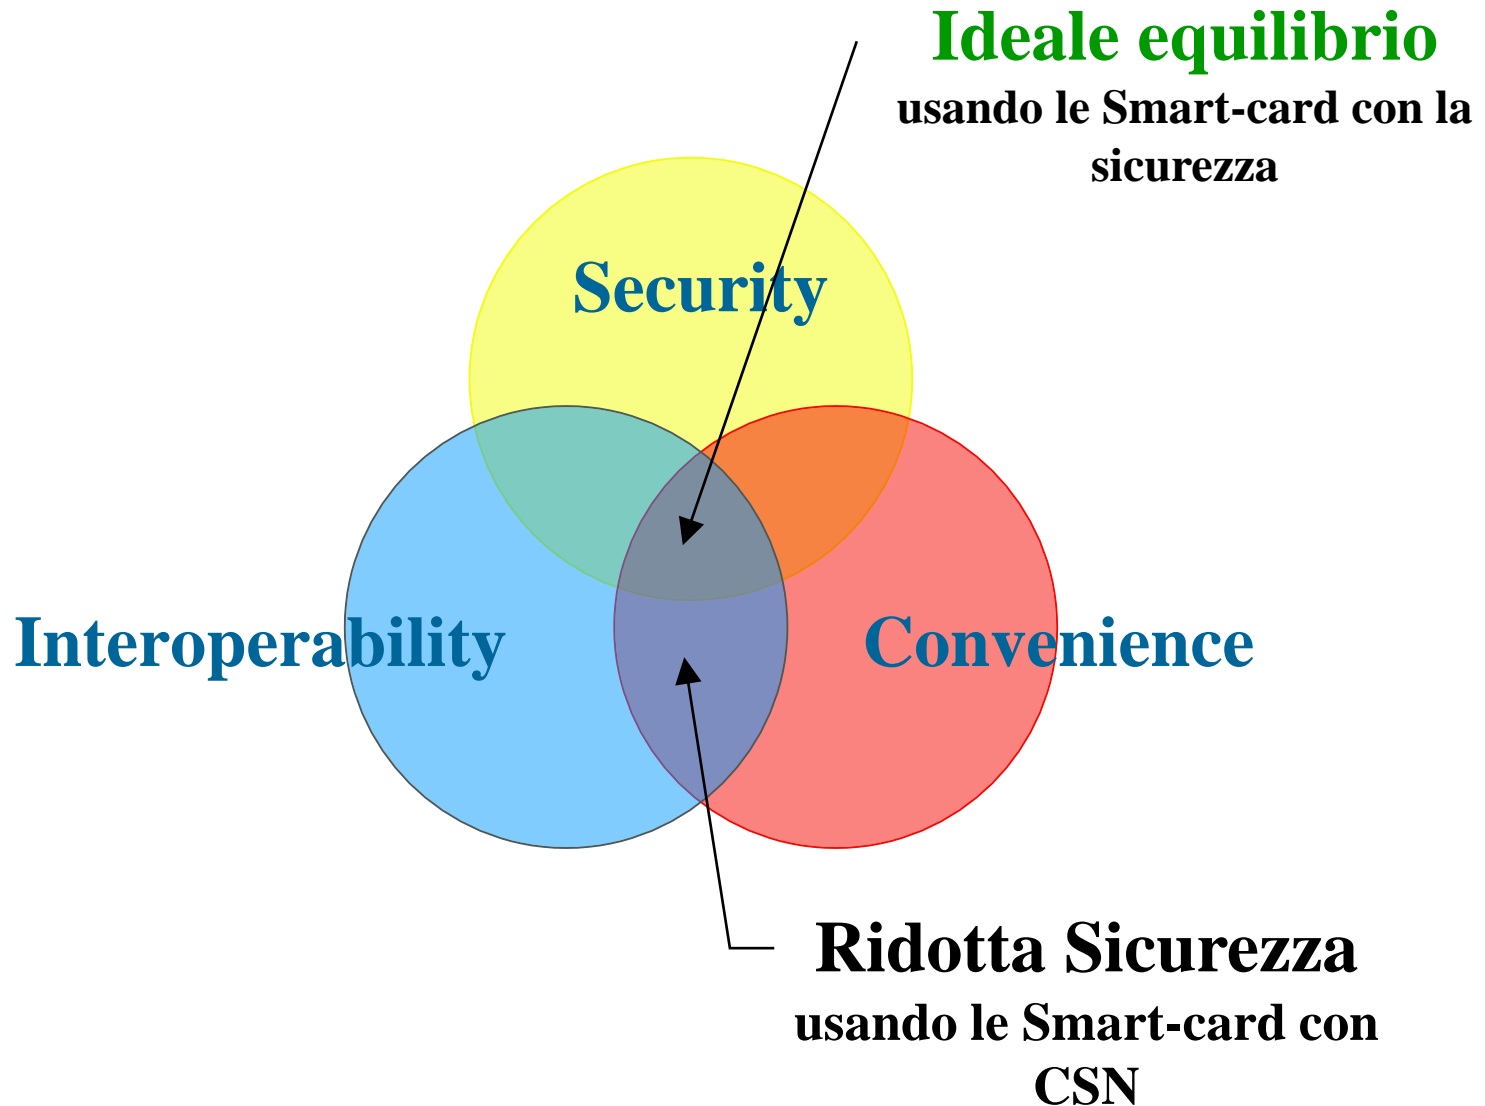 Ideale equilibrio
usando le Smart-card con la
sicurezza
Security
Interoperability
Convenience
Ridotta Sicurezza
usando le Smart-card con
CSN